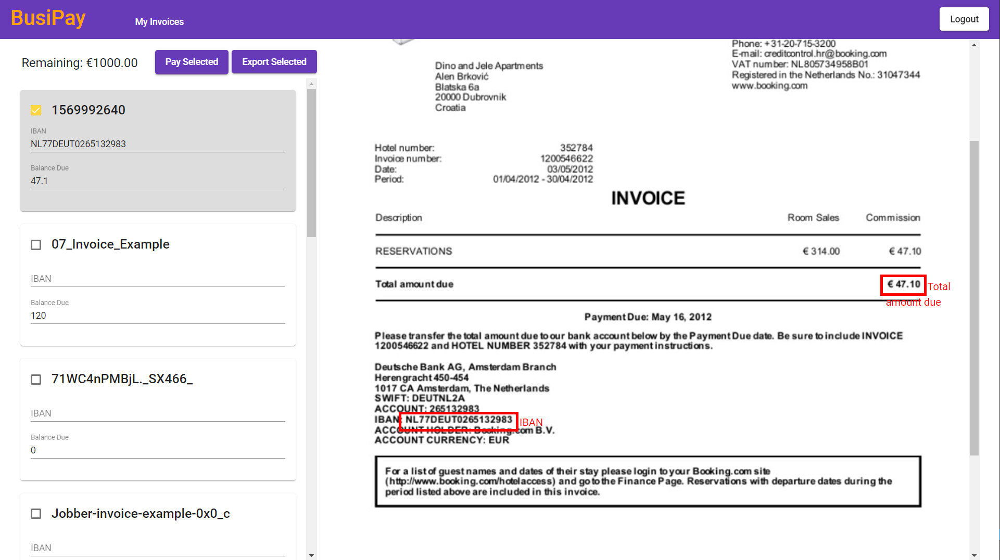 BusiPay
My Invoices
Logout
Remaining: €1000.00
Pay Selected
Export Selected
1569992640
IBAN
NL77DEUT0265132983
Balance Due
47.1
07_Invoice_Example
IBAN
Balance Due
120
71WC4nPMBjL._SX466_
IBAN
Balance Due
0
Jobber-invoice-example-0x0_c
IBAN
Phone: +31-20-715-3200
E-mail: creditcontrol.hr@booking.com
VAT number: NL805734958B01
Registered in the Netherlands No.: 31047344
www.booking.com
Dino and Jele Apartments
Alen Brković
Blatska 6a
20000 Dubrovnik
Croatia
Hotel number: 352784
Invoice number: 1200546622
Date: 03/05/2012
Period: 01/04/2012 - 30/04/2012
INVOICE
Description Room Sales Commission
RESERVATIONS € 314.00 € 47.10
Total amount due € 47.10 Total
amount due
Payment Due: May 16, 2012
Please transfer the total amount due to our bank account below by the Payment Due date. Be sure to include INVOICE
1200546622 and HOTEL NUMBER 352784 with your payment instructions.
Deutsche Bank AG, Amsterdam Branch
Herengracht 450-454
1017 CA Amsterdam, The Netherlands
SWIFT: DEUTNL2A
ACCOUNT: 265132983
IBAN: NL77DEUT0265132983 IBAN
ACCOUNT HOLDER: Booking.com B.V.
ACCOUNT CURRENCY: EUR
For a list of guest names and dates of their stay please login to your Booking.com site
(http://www.booking.com/hotelaccess) and go to the Finance Page. Reservations with departure dates during the
period listed above are included in this invoice.